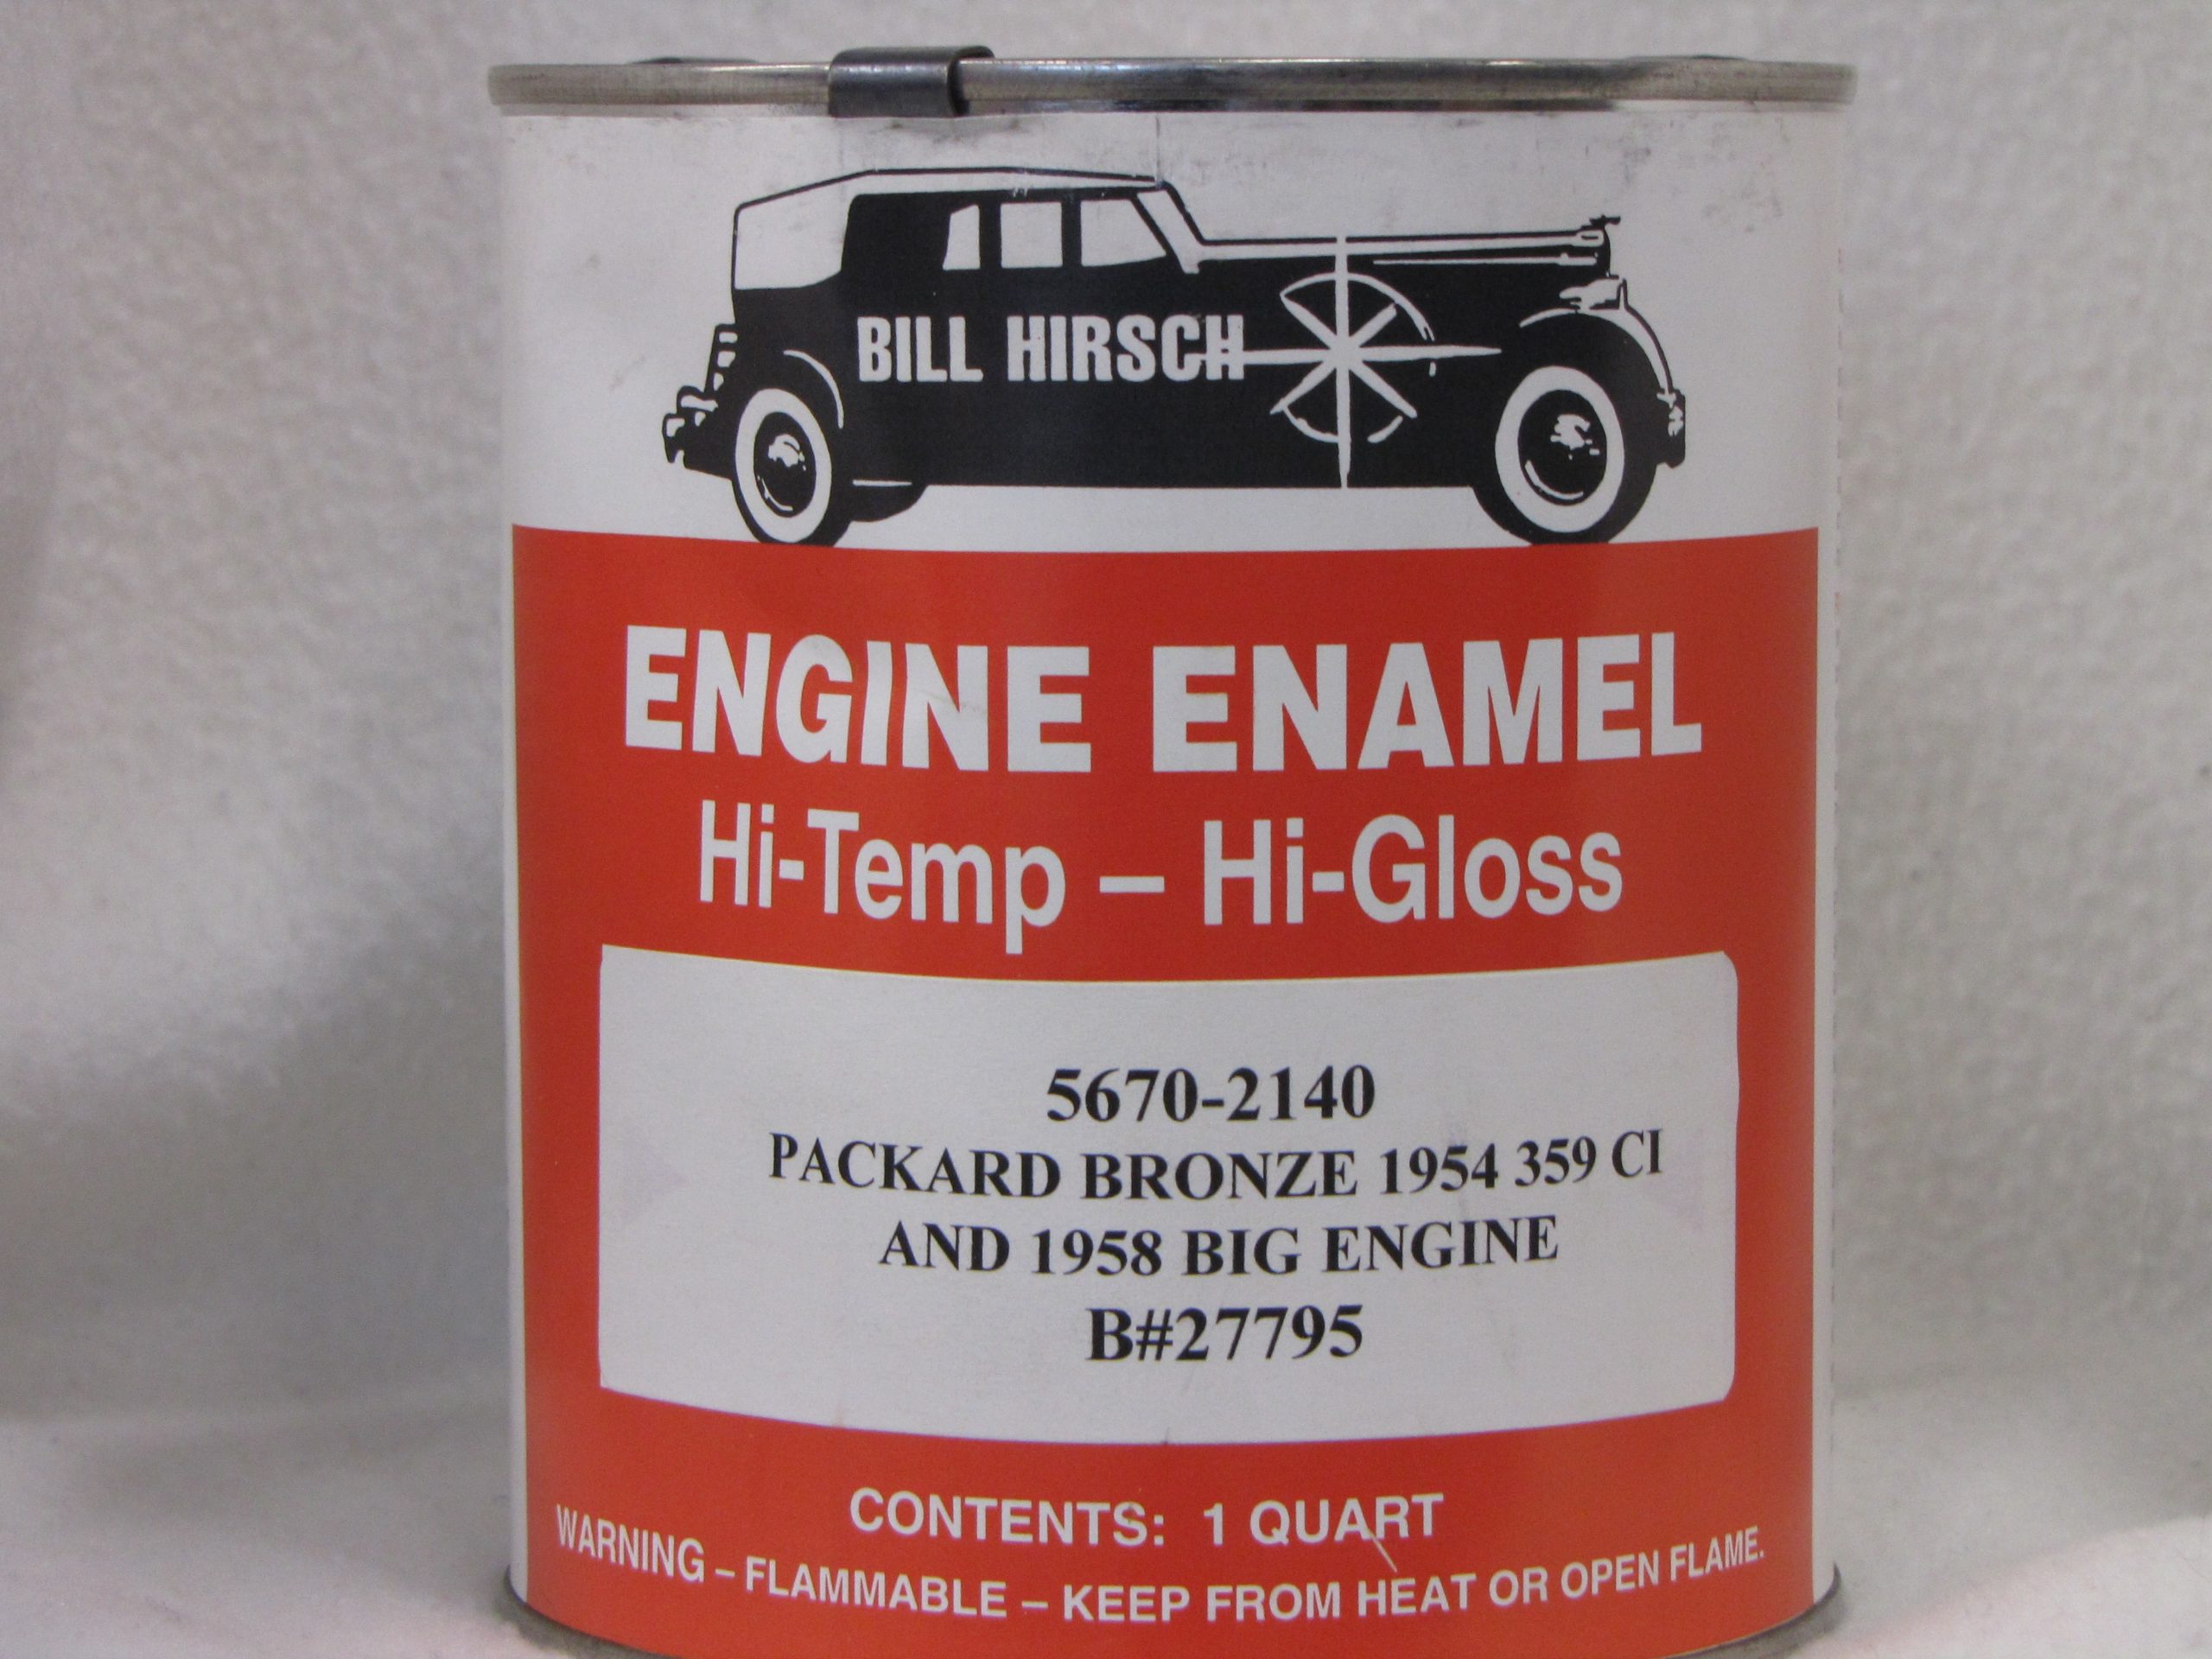 BILL HIRSCH
ENGINE ENAMEL
Hi-Temp – Hi-Gloss
5670-2140
PACKARD BRONZE 1954 359 CI
AND 1958 BIG ENGINE
B#27795
CONTENTS: 1 QUART
WARNING – FLAMMABLE – KEEP FROM HEAT OR OPEN FLAME.